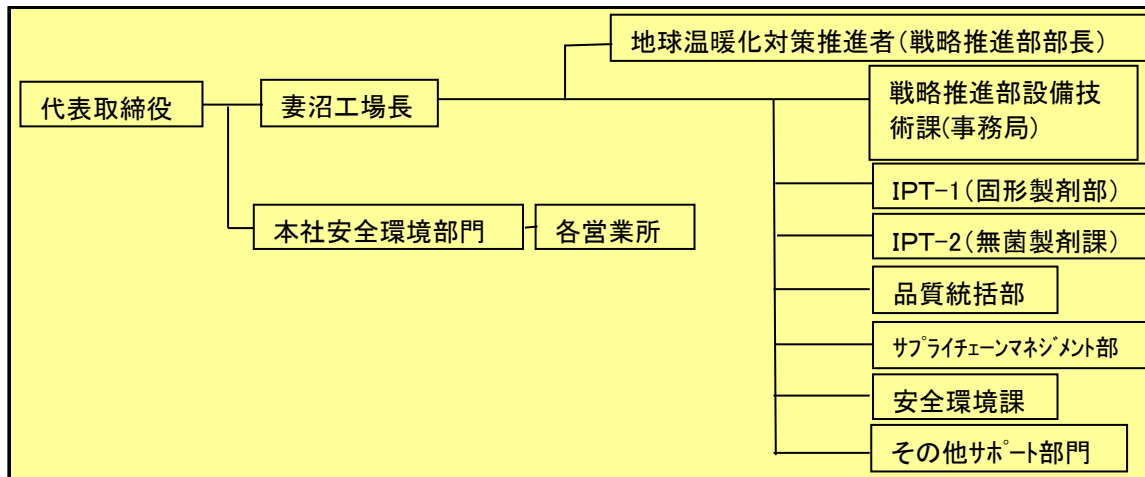 地球温暖化対策推進者（戦略推進部部長）
代表取締役
妻沼工場長
戦略推進部設備技
術課(事務局）
IPT-1（固形製剤部）
本社安全環境部門
各営業所
IPT-2（無菌製剤課）
品質統括部
ｻﾌﾟﾗｲﾁｪｰﾝﾏﾈｼﾞﾒﾝﾄ部
安全環境課
その他ｻﾎﾟｰﾄ部門